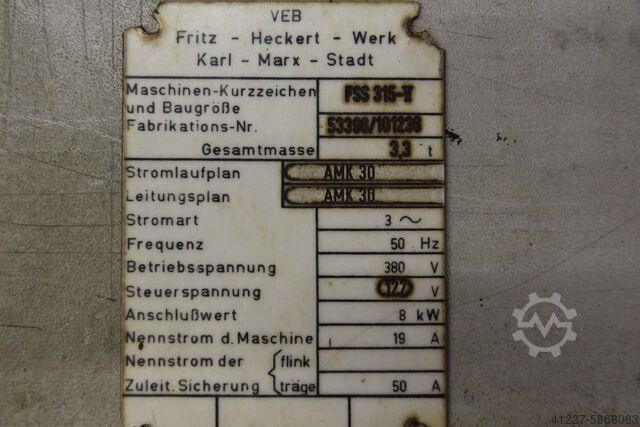 VEB
Fritz - Heckert - Werk
Karl - Marx - Stadt
Maschinen-Kurzzeichen
und Baugröße FSS 315-V
Fabrikations-Nr. 53396/101236
Gesamtmasse 3,3 t
Stromlaufplan AMK 30
Leitungsplan AMK 30
Stromart 3 ~
Frequenz 50 Hz
Betriebsspannung 380 V
Steuerspannung 127 V
Anschlußwert 8 kW
Nennstrom d. Maschine 19 A
Nennstrom der flink
Zuleit. Sicherung träge 50 A
41227-5868063